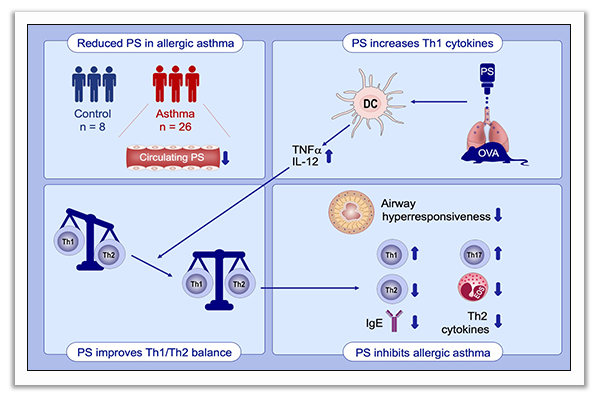 Reduced PS in allergic asthma
Control
n = 8
Asthma
n = 26
Circulating PS
PS increases Th1 cytokines
PS
DC
OVA
TNFα
IL-12
Th1
Th2
Th1
Th2
PS improves Th1/Th2 balance
Airway
hyperresponsiveness
Th1
Th17
Th2
EOS
IgE
Th2
cytokines
PS inhibits allergic asthma